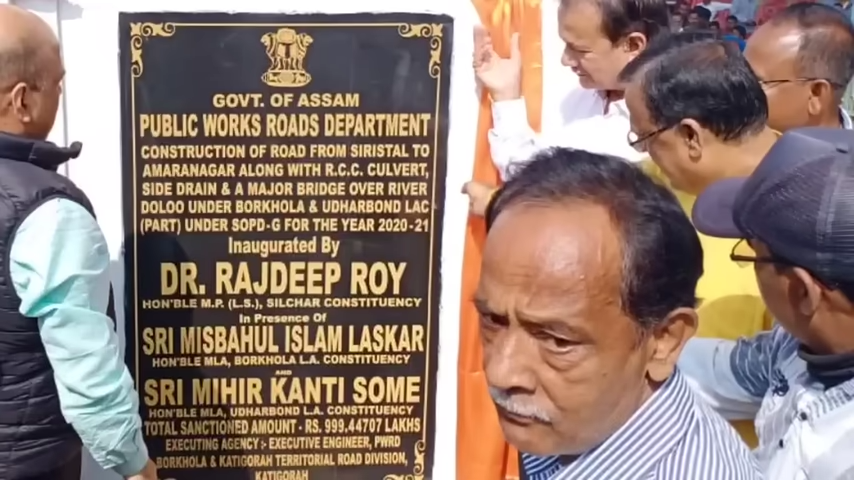 GOVT. OF ASSAM
PUBLIC WORKS ROADS DEPARTMENT
CONSTRUCTION OF ROAD FROM SIRISTAL TO
AMARANAGAR ALONG WITH R.C.C. CULVERT,
SIDE DRAIN & A MAJOR BRIDGE OVER RIVER
DOLOO UNDER BORKHOLA & UDHARBOND LAC
(PART) UNDER SOPD-G FOR THE YEAR 2020-21
Inaugurated By
DR. RAJDEEP ROY
HON'BLE M.P. (L.S.), SILCHAR CONSTITUENCY
In Presence Of
SRI MISBAHUL ISLAM LASKAR
HON'BLE MLA, BORKHOLA L.A. CONSTITUENCY
AND
SRI MIHIR KANTI SOME
HON'BLE MLA, UDHARBOND L.A. CONSTITUENCY
TOTAL SANCTIONED AMOUNT - RS. 999.44707 LAKHS
EXECUTING AGENCY :- EXECUTIVE ENGINEER, PWRD
BORKHOLA & KATIGORAH TERRITORIAL ROAD DIVISION,
KATIGORAH